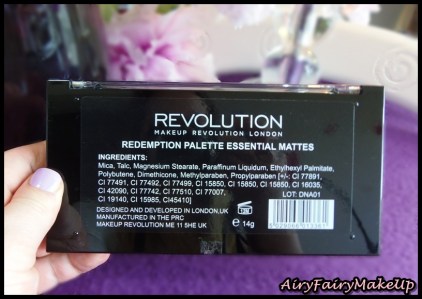 REVOLUTION
MAKEUP REVOLUTION LONDON
REDEMPTION PALETTE ESSENTIAL MATTES
INGREDIENTS:
Mica, Talc, Magnesium Stearate, Paraffinum Liquidum, Ethylhexyl Palmitate,
Polybutene, Dimethicone, Methylparaben, Propylparaben [+/-: CI 77891,
CI 77491, CI 77492, CI 77499, CI 15850, CI 15850, CI 15850, CI 16035,
CI 42090, CI 77742, CI 77510, CI 77007,
CI 19140, CI 15985, CI45410]
LOT: DNA01
DESIGNED AND DEVELOPED IN LONDON,UK
MANUFACTURED IN THE PRC
MAKEUP REVOLUTION ME 11 5HE UK
e 14g
AiryFairyMakeUp